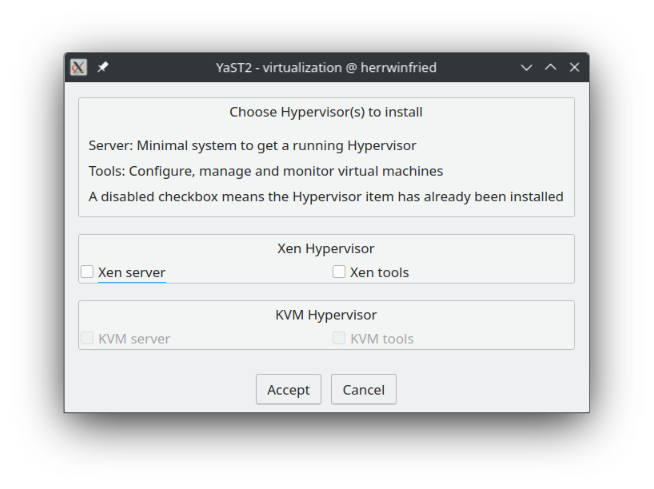 YaST2 - virtualization @ herrwinfried
Choose Hypervisor(s) to install
Server: Minimal system to get a running Hypervisor
Tools: Configure, manage and monitor virtual machines
A disabled checkbox means the Hypervisor item has already been installed
Xen Hypervisor
Xen server Xen tools
KVM Hypervisor
KVM server KVM tools
Accept Cancel